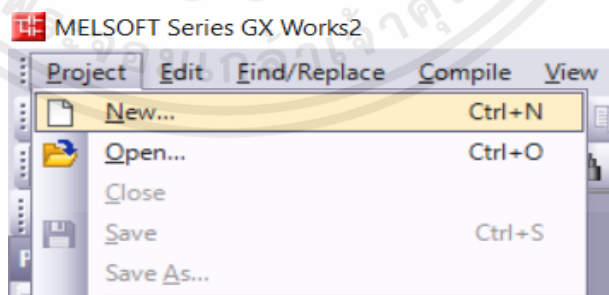 MELSOFT Series GX Works2
Project Edit Find/Replace Compile View
New... Ctrl+N
Open... Ctrl+O
Close
Save Ctrl+S
Save As...